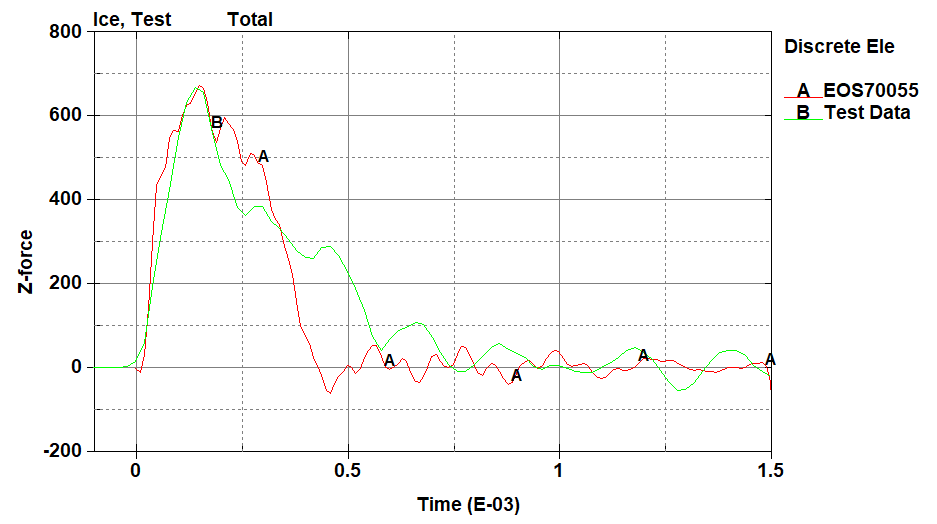 Ice, Test Total
800
600
400
200
0
-200
Z-force
0 0.5 1 1.5
Time (E-03)
Discrete Ele
A EOS70055
B Test Data
B
A
A
A
A
A